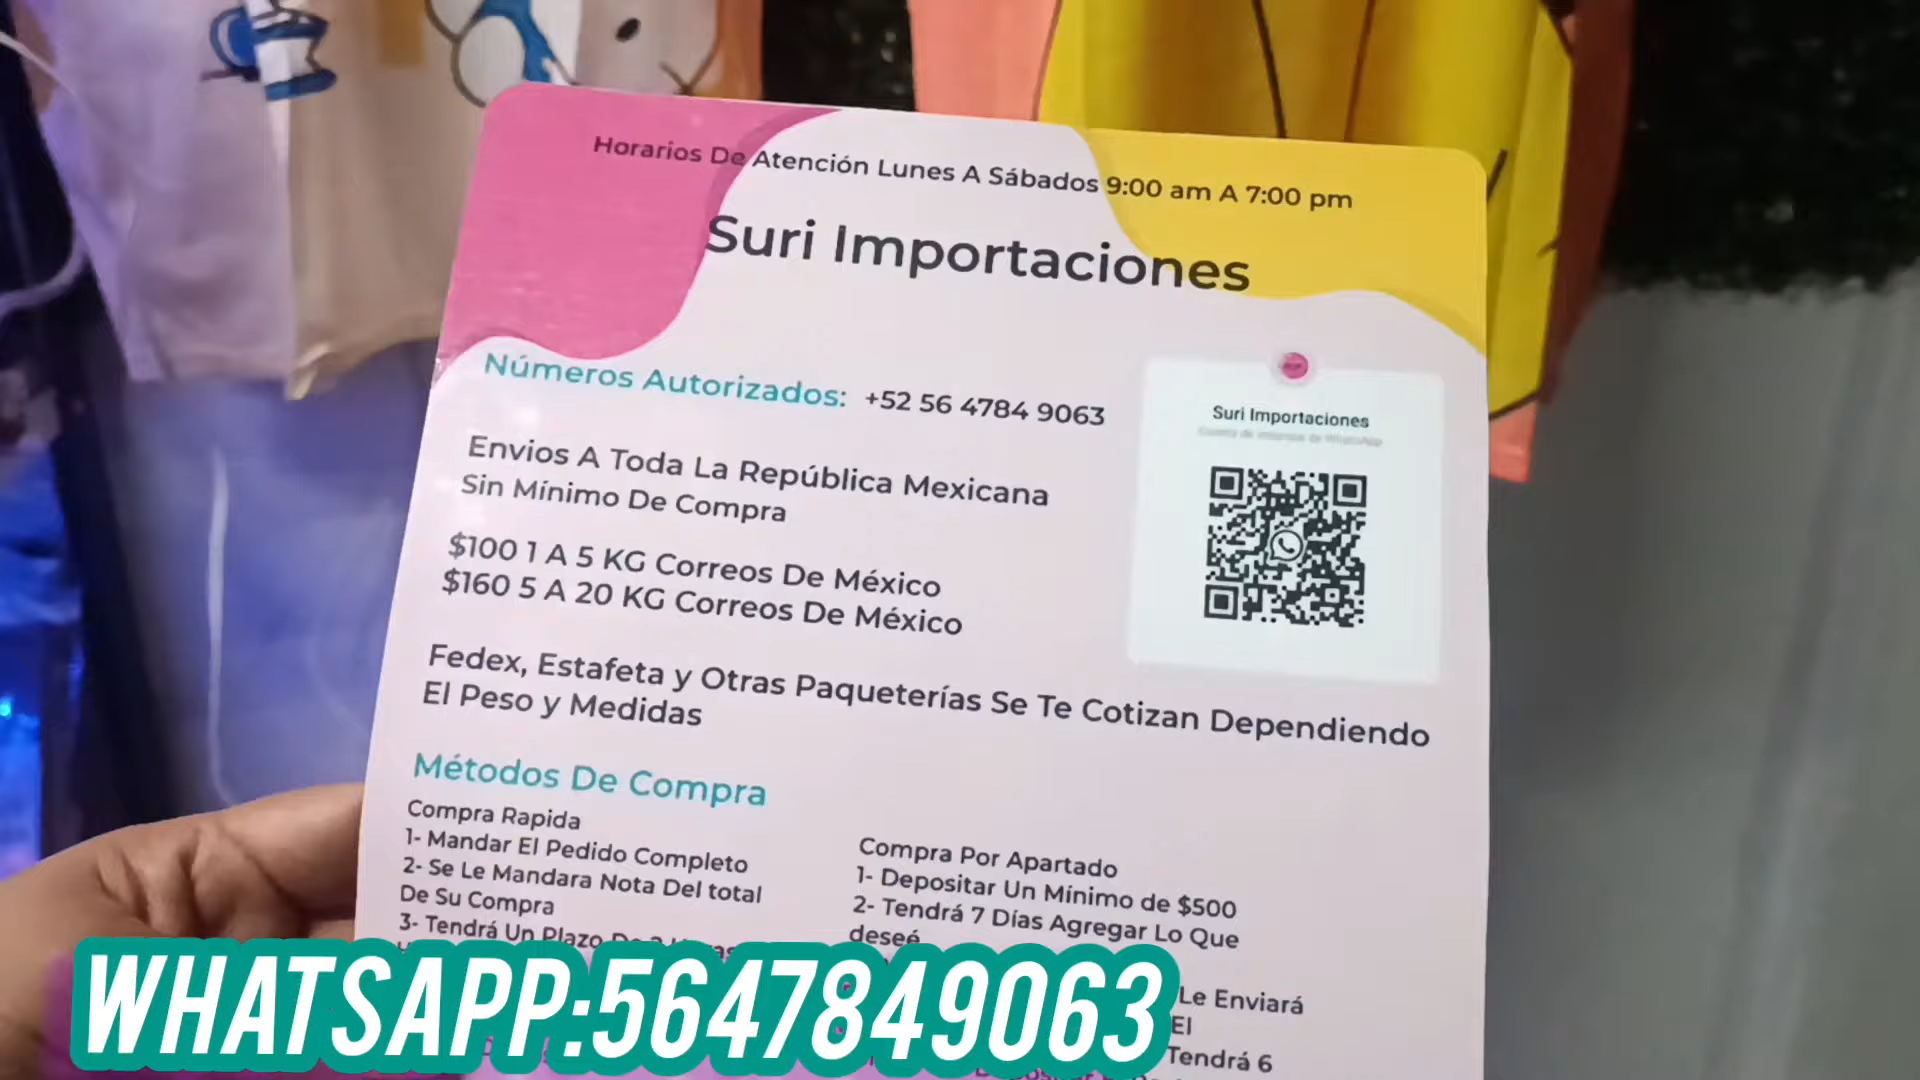 Horarios De Atención Lunes A Sábados 9:00 am A 7:00 pm
Suri Importaciones
Números Autorizados: +52 56 4784 9063
Envios A Toda La República Mexicana
Sin Mínimo De Compra
$100 1 A 5 KG Correos De México
$160 5 A 20 KG Correos De México
Fedex, Estafeta y Otras Paqueterías Se Te Cotizan Dependiendo
El Peso y Medidas
Suri Importaciones
Métodos De Compra
Compra Rapida
1- Mandar El Pedido Completo
2- Se Le Mandara Nota Del total
De Su Compra
3- Tendrá Un Plazo De
Compra Por Apartado
1- Depositar Un Mínimo de $500
2- Tendrá 7 Días Agregar Lo Que
deseé
Le Enviará
El
Tendrá 6
WHATSAPP:5647849063